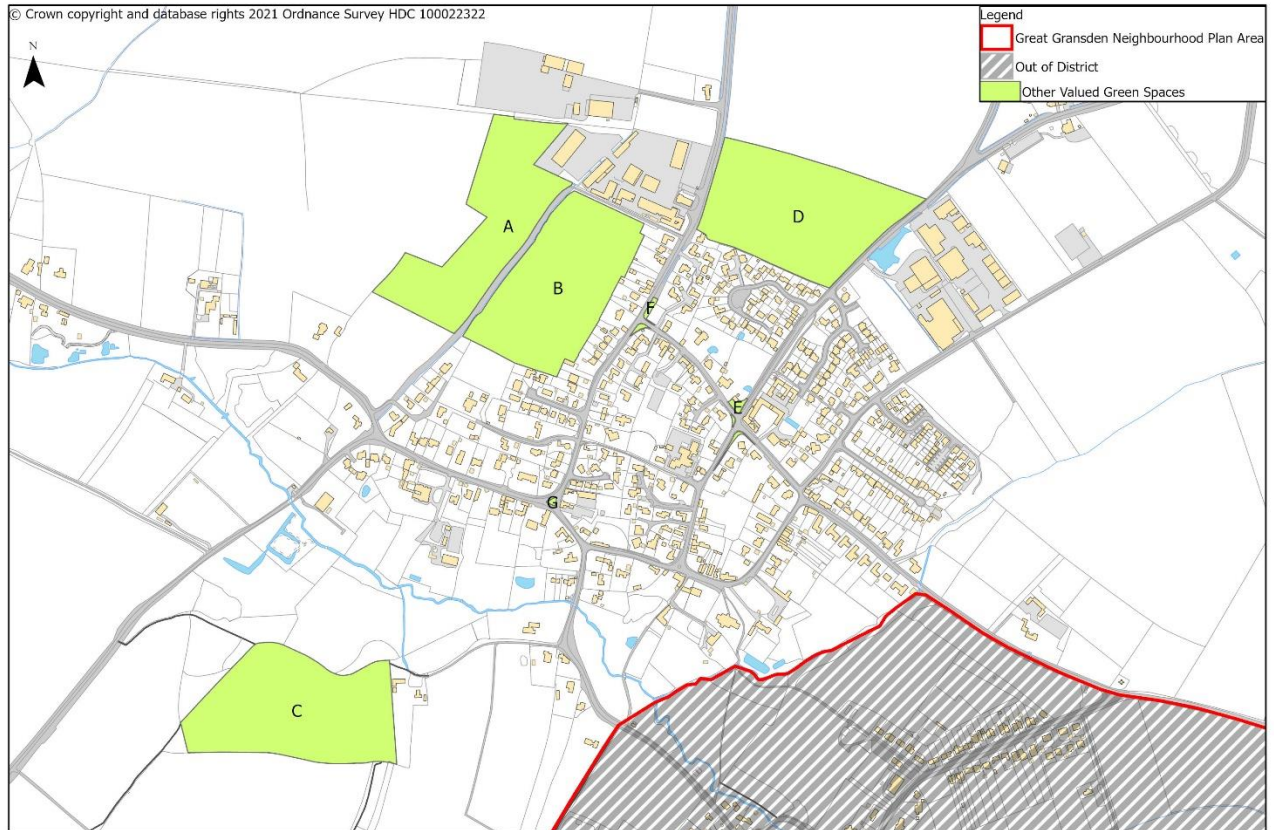 © Crown copyright and database rights 2021 Ordnance Survey HDC 100022322
N
Legend
Great Gransden Neighbourhood Plan Area
Out of District
Other Valued Green Spaces
A
D
B
F
E
G
C